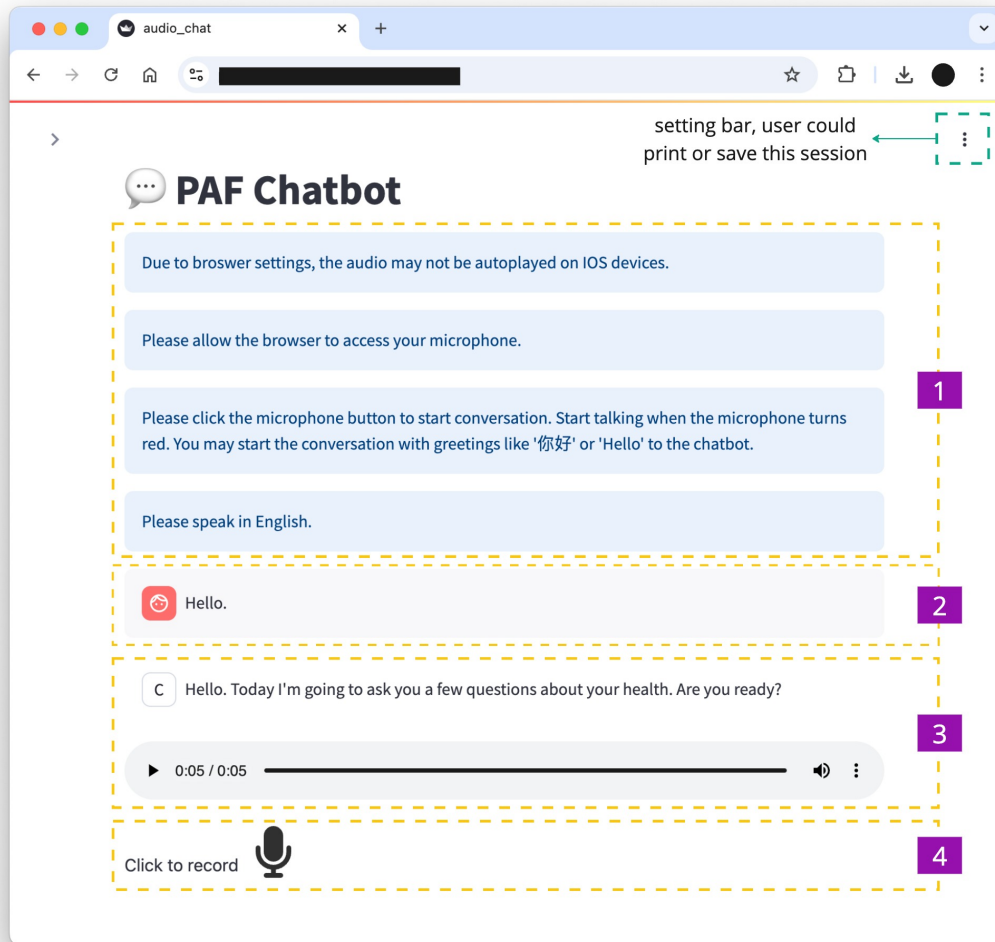 audio_chat
setting bar, user could
print or save this session
💬 PAF Chatbot
Due to broswer settings, the audio may not be autoplayed on IOS devices.
Please allow the browser to access your microphone.
Please click the microphone button to start conversation. Start talking when the microphone turns
red. You may start the conversation with greetings like '你好' or 'Hello' to the chatbot.
1
Please speak in English.
Hello.
2
C Hello. Today I'm going to ask you a few questions about your health. Are you ready?
3
0:05 / 0:05
Click to record
4